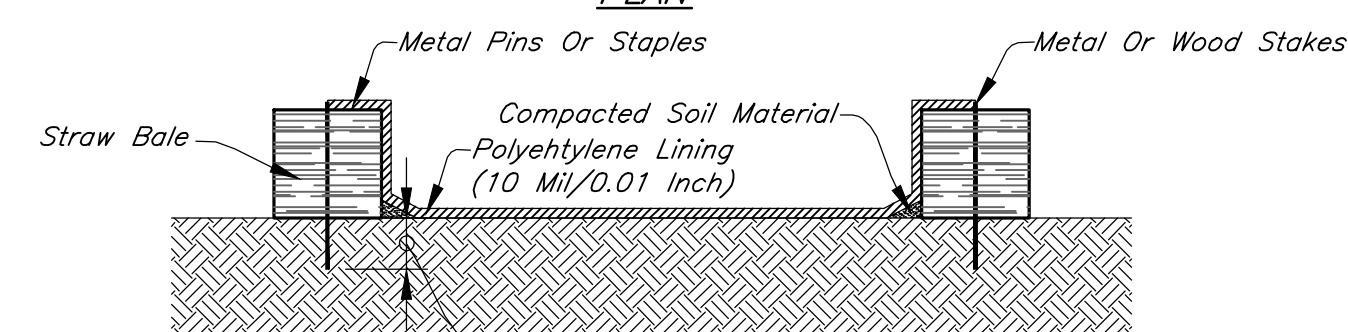 PLAN
Metal Pins Or Staples
Metal Or Wood Stakes
Compacted Soil Material
Straw Bale
Polyehtylene Lining
(10 Mil/0.01 Inch)